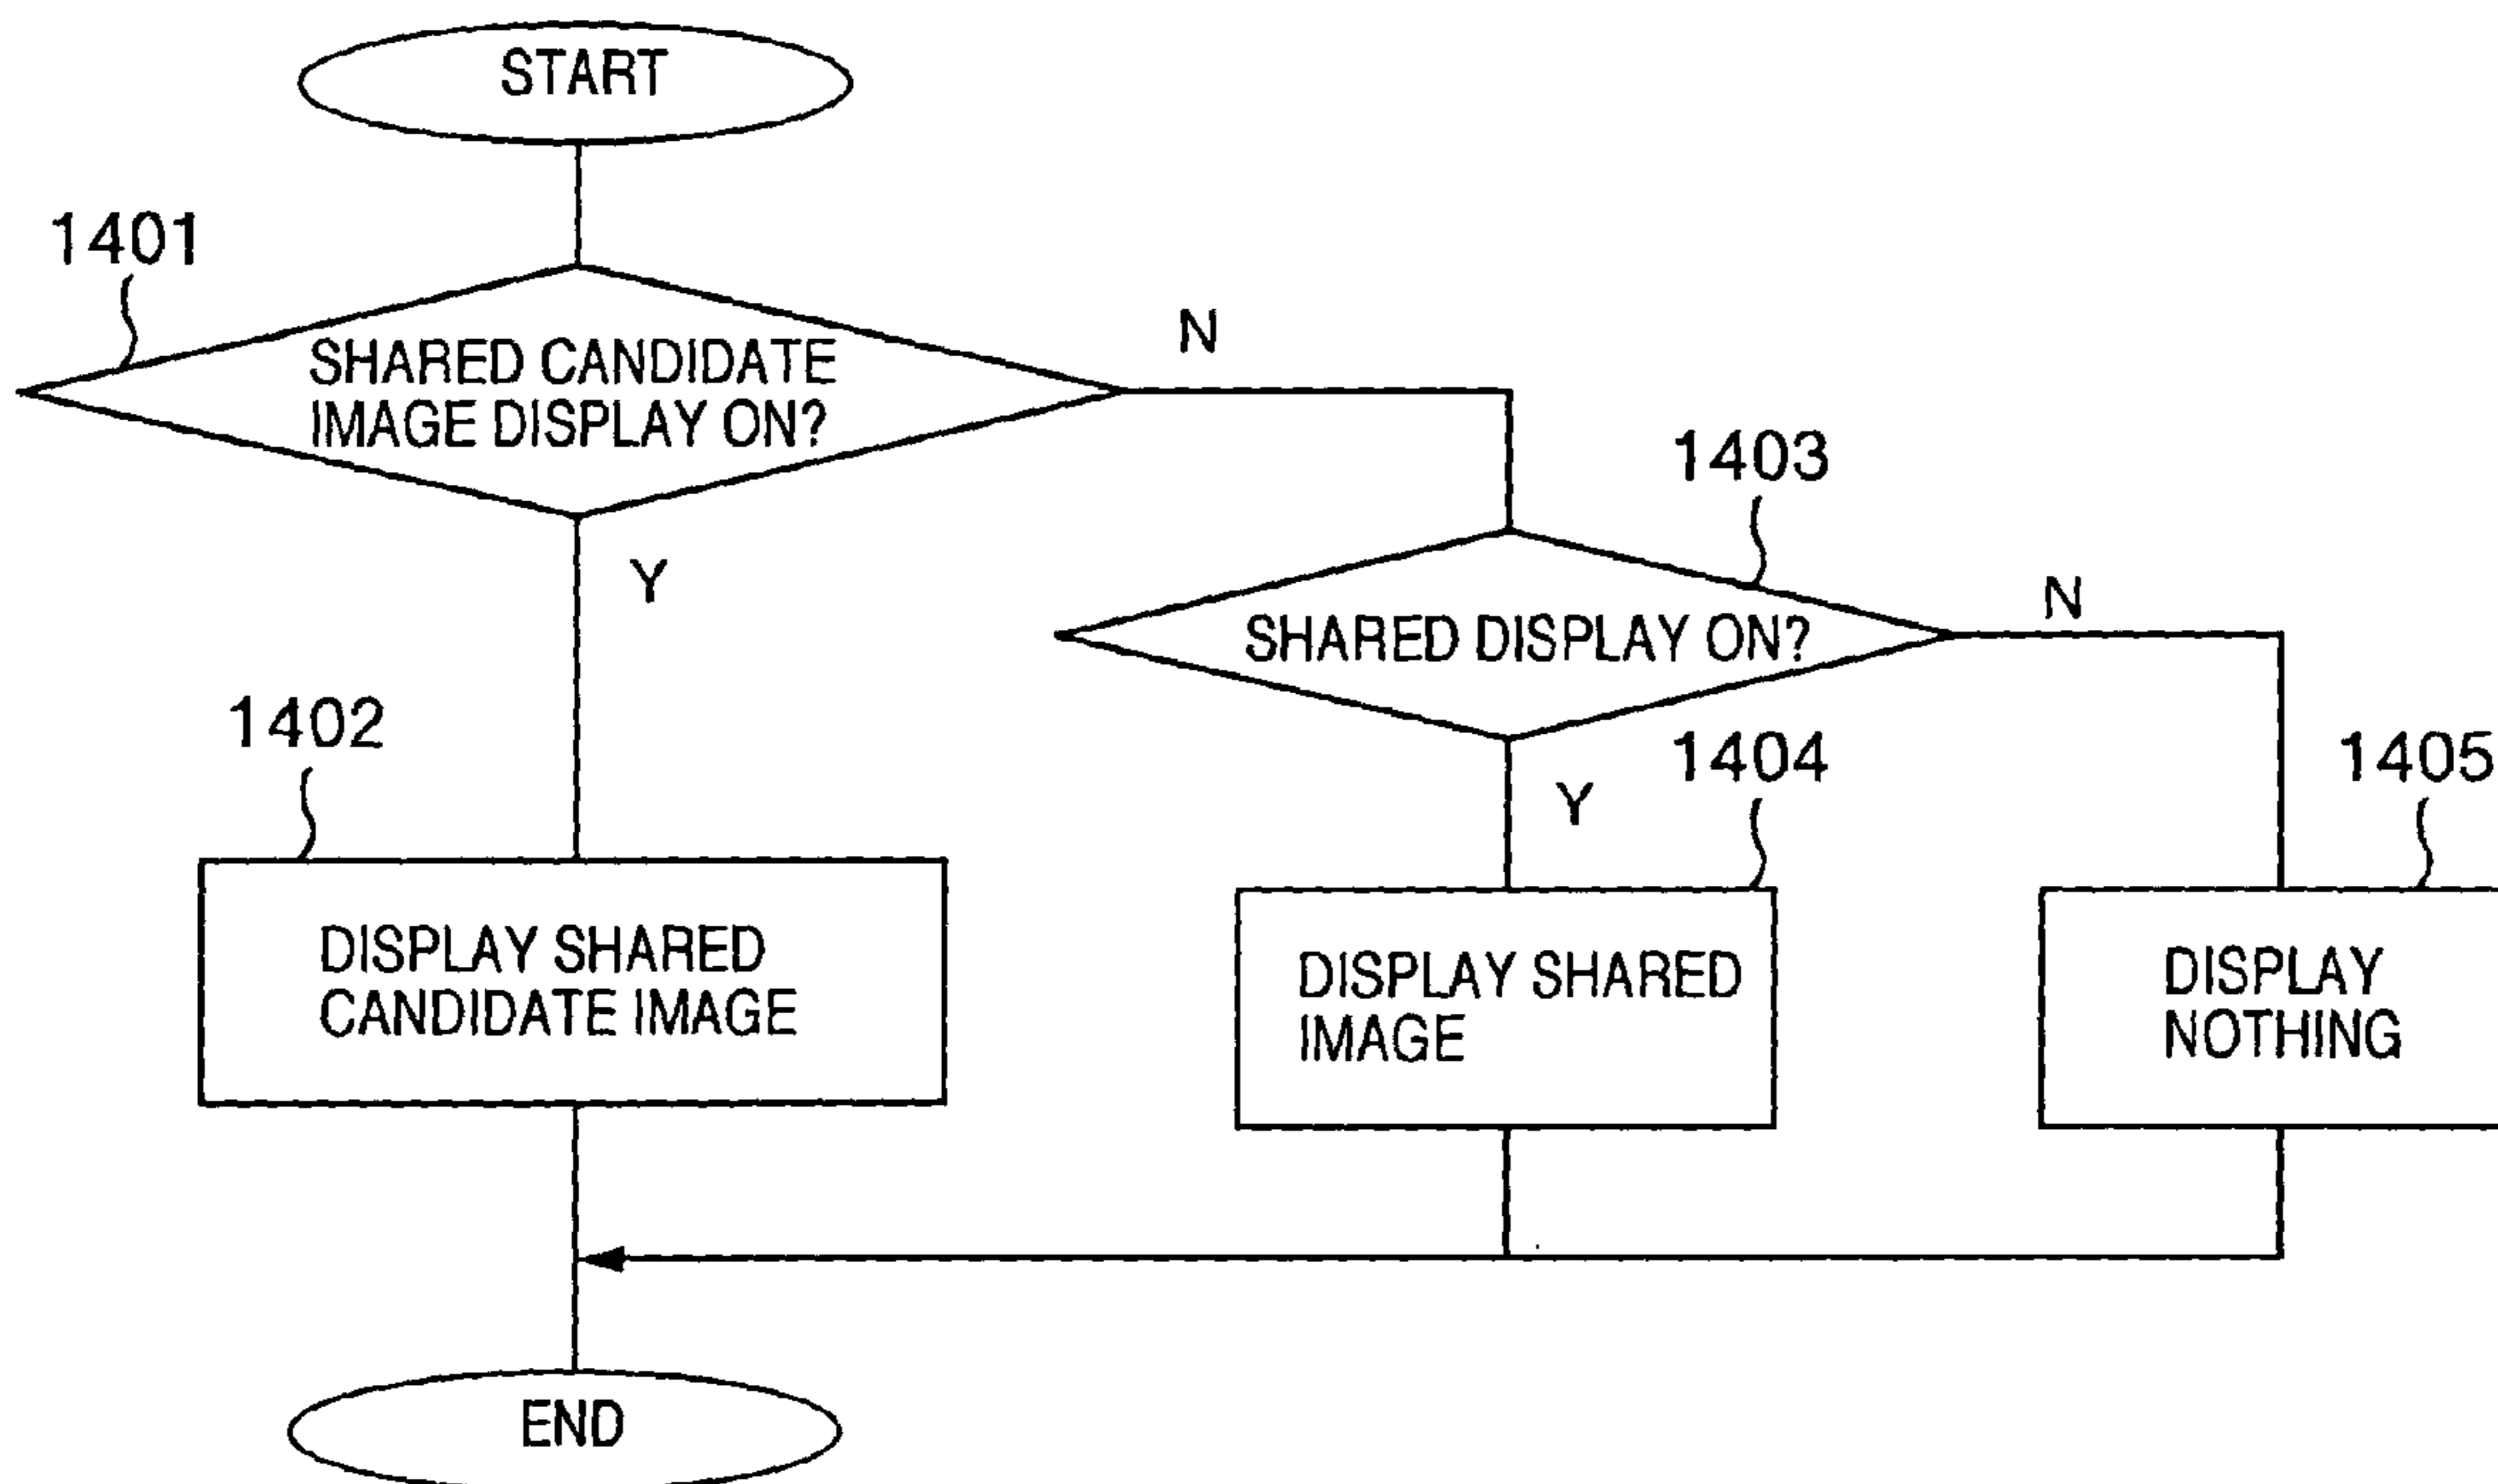 START
1401
SHARED CANDIDATE
IMAGE DISPLAY ON?
N
Y
1403
SHARED DISPLAY ON?
N
Y
1402
DISPLAY SHARED
CANDIDATE IMAGE
1404
DISPLAY SHARED
IMAGE
1405
DISPLAY
NOTHING
END